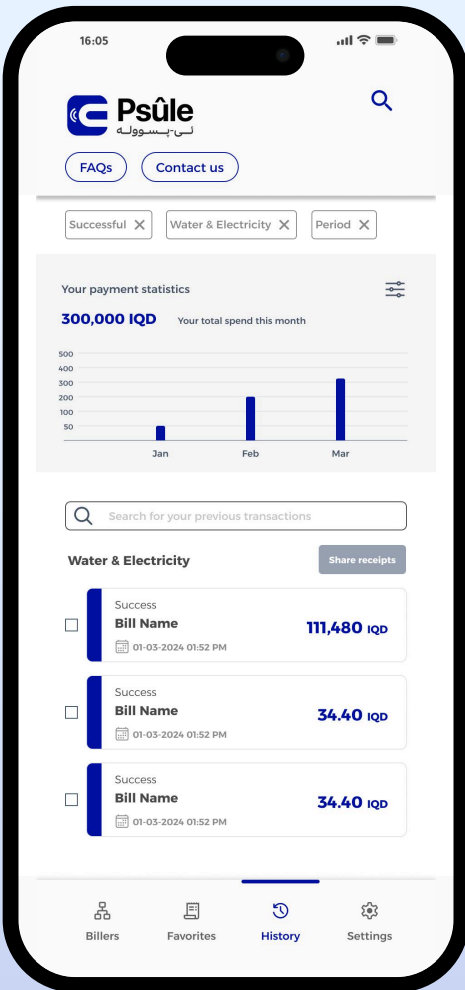 16:05
Psûle
ئـی-پـسـوولـه
FAQs
Contact us
Successful
Water & Electricity
Period
Your payment statistics
300,000 IQD
Your total spend this month
500
400
300
200
100
50
Jan
Feb
Mar
Search for your previous transactions
Water & Electricity
Share receipts
Success
Bill Name
111,480 IQD
01-03-2024 01:52 PM
Success
Bill Name
34.40 IQD
01-03-2024 01:52 PM
Success
Bill Name
34.40 IQD
01-03-2024 01:52 PM
Billers
Favorites
History
Settings